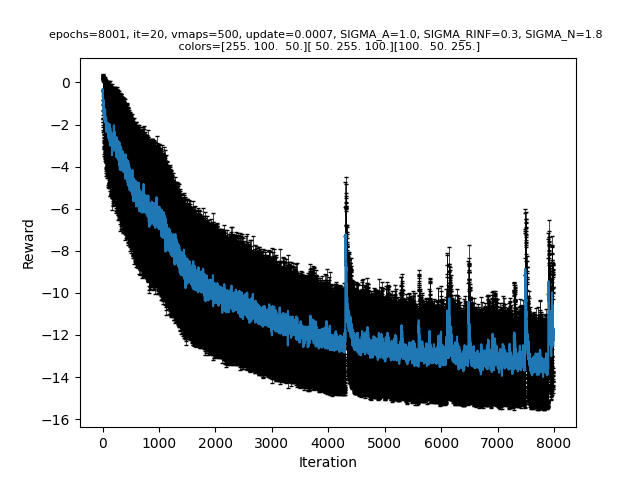 epochs=8001, it=20, vmaps=500, update=0.0007, SIGMA_A=1.0, SIGMA_RINF=0.3, SIGMA_N=1.8
colors=[255. 100.  50.][ 50. 255. 100.][100.  50. 255.]
0
−2
−4
−6
−8
−10
−12
−14
−16
Reward
0 1000 2000 3000 4000 5000 6000 7000 8000
Iteration